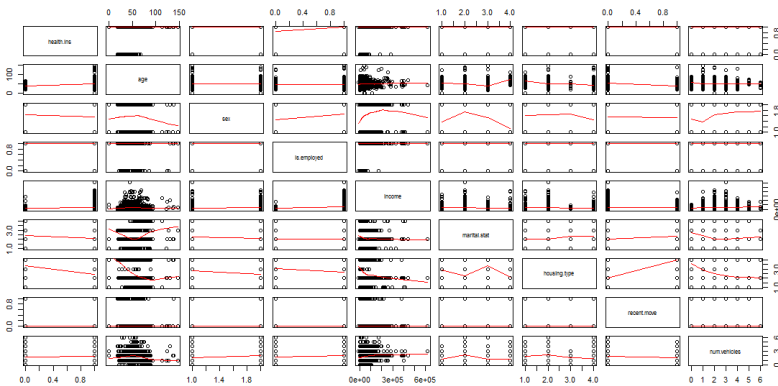 0 50 100 150 0.0 0.4 0.8 1.0 2.0 3.0 4.0 0.0 0.4 0.8
health.ins
0.0 0.8
0 100
age
sex
1.0 1.8
0.0 0.8
is.employed
Income
0e+00
1.0 3.0
marital.stat
housing.type
1.0 3.0
0.0 0.8
recent.move
num.vehicles
0 3 6
0.0 0.4 0.8 1.0 1.4 1.8 0e+00 3e+05 6e+05 1.0 2.0 3.0 4.0 0 1 2 3 4 5 6